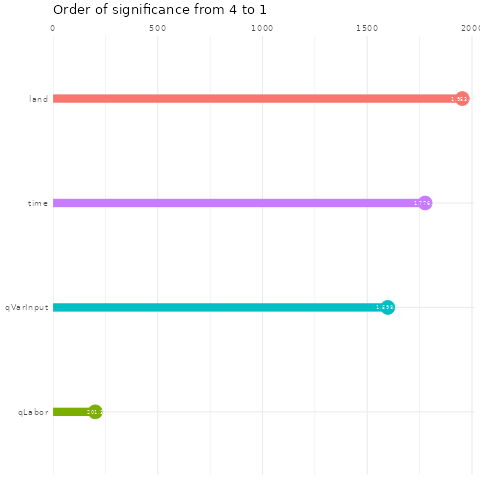 Order of significance from 4 to 1
0 500 1000 1500 2000
land
time
1776
qVarInput
qLabor